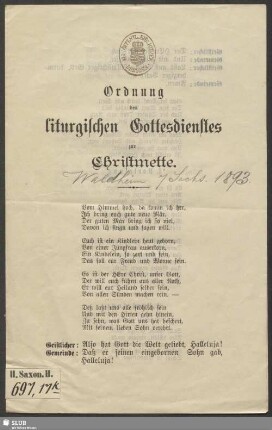 Ordnung
des
liturgischen Gottesdienstes
zur
Christmette.
Waldheim i/Sachs. 1893
Vom Himmel hoch, da komm ich her,
Ich bring euch gute neue Mär,
Der guten Mär bring ich so viel,
Davon ich singn und sagen will.
Euch ist ein Kindlein heut geborn,
Von einer Jungfrau auserkorn,
Ein Kindelein, so zart und fein,
Das soll eur Freud und Wonne sein.
Es ist der Herr Christ, unser Gott,
Der will euch führn aus aller Noth,
Er will eur Heiland selber sein,
Von allen Sünden machen rein. —
Deß laßt uns alle fröhlich sein
Und mit den Hirten gehn hinein,
Zu sehn, was Gott uns hat beschert,
Mit seinem lieben Sohn verehrt.
Geistlicher: Also hat Gott die Welt geliebt, Halleluja!
Gemeinde: Daß er seinen eingebornen Sohn gab,
Halleluja!
H. Saxon. H.
697, 17k
SLUB